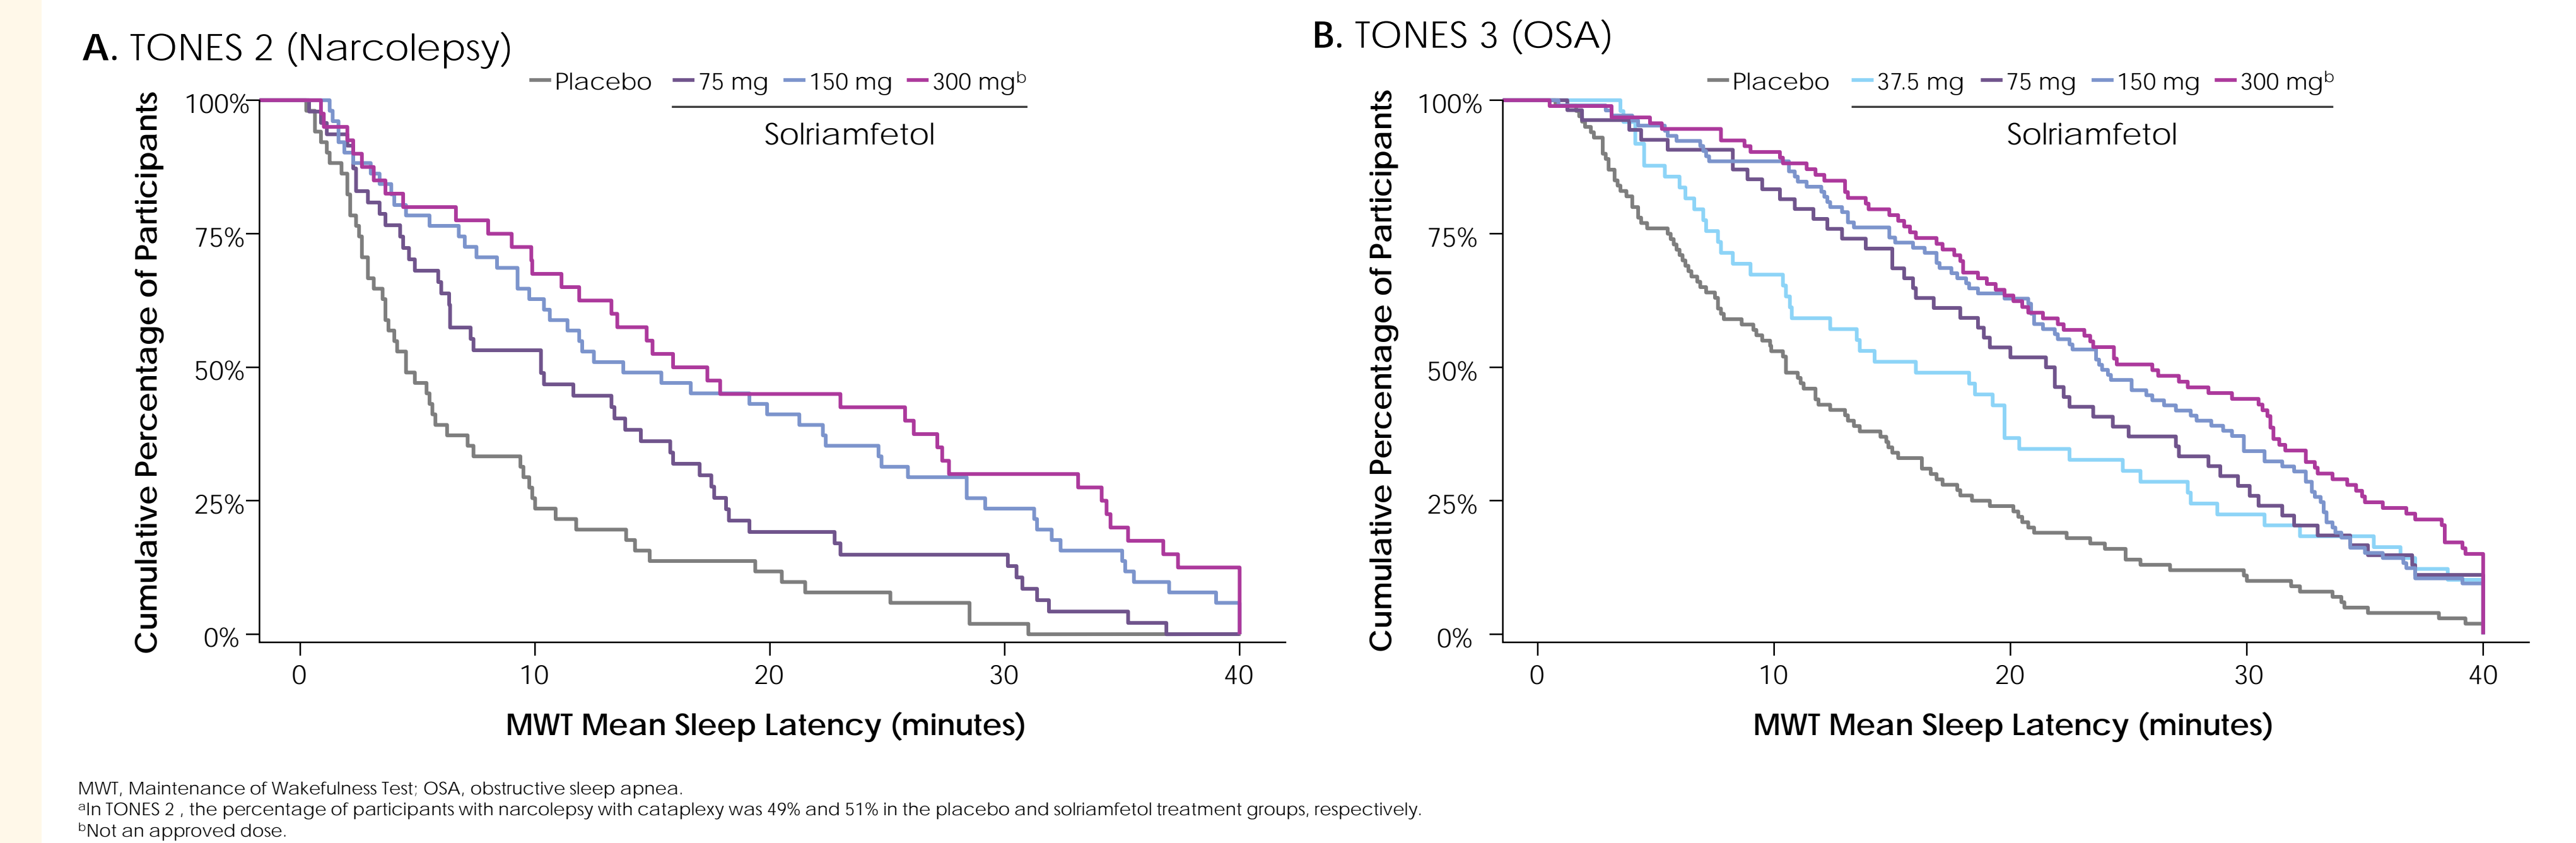 A. TONES 2 (Narcolepsy)
Placebo 75 mg 150 mg 300 mgᵇ
Solriamfetol
Cumulative Percentage of Participants
100%
75%
50%
25%
0%
0 10 20 30 40
MWT Mean Sleep Latency (minutes)
B. TONES 3 (OSA)
Placebo 37.5 mg 75 mg 150 mg 300 mgᵇ
Solriamfetol
Cumulative Percentage of Participants
100%
75%
50%
25%
0%
0 10 20 30 40
MWT Mean Sleep Latency (minutes)
MWT, Maintenance of Wakefulness Test; OSA, obstructive sleep apnea.
ᵃIn TONES 2 , the percentage of participants with narcolepsy with cataplexy was 49% and 51% in the placebo and solriamfetol treatment groups, respectively.
ᵇNot an approved dose.